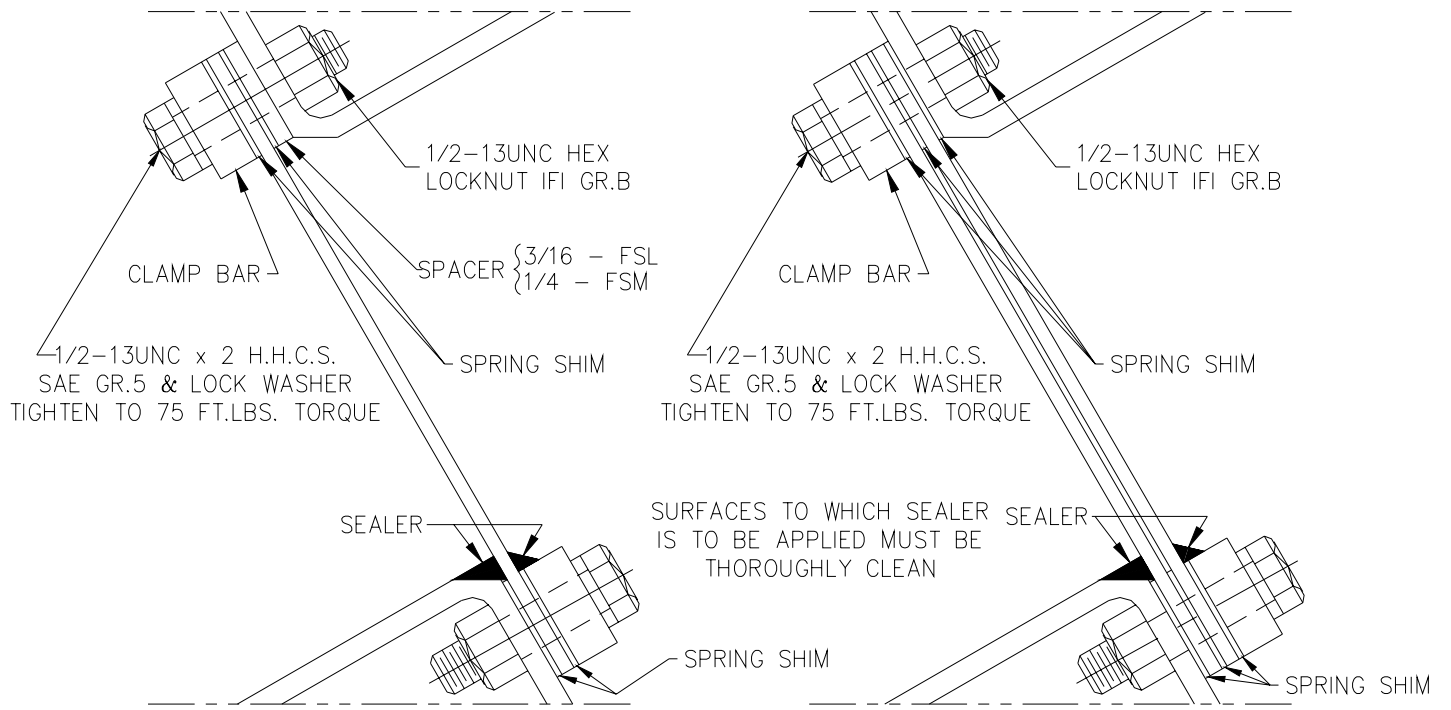 1/2-13UNC HEX
LOCKNUT IFI GR.B
CLAMP BAR
SPACER { 3/16 - FSL
{ 1/4 - FSM
1/2-13UNC x 2 H.H.C.S.
SAE GR.5 & LOCK WASHER
TIGHTEN TO 75 FT.LBS. TORQUE
SPRING SHIM
SEALER
SPRING SHIM
1/2-13UNC HEX
LOCKNUT IFI GR.B
CLAMP BAR
1/2-13UNC x 2 H.H.C.S.
SAE GR.5 & LOCK WASHER
TIGHTEN TO 75 FT.LBS. TORQUE
SPRING SHIM
SURFACES TO WHICH SEALER
IS TO BE APPLIED MUST BE
THOROUGHLY CLEAN
SEALER
SPRING SHIM